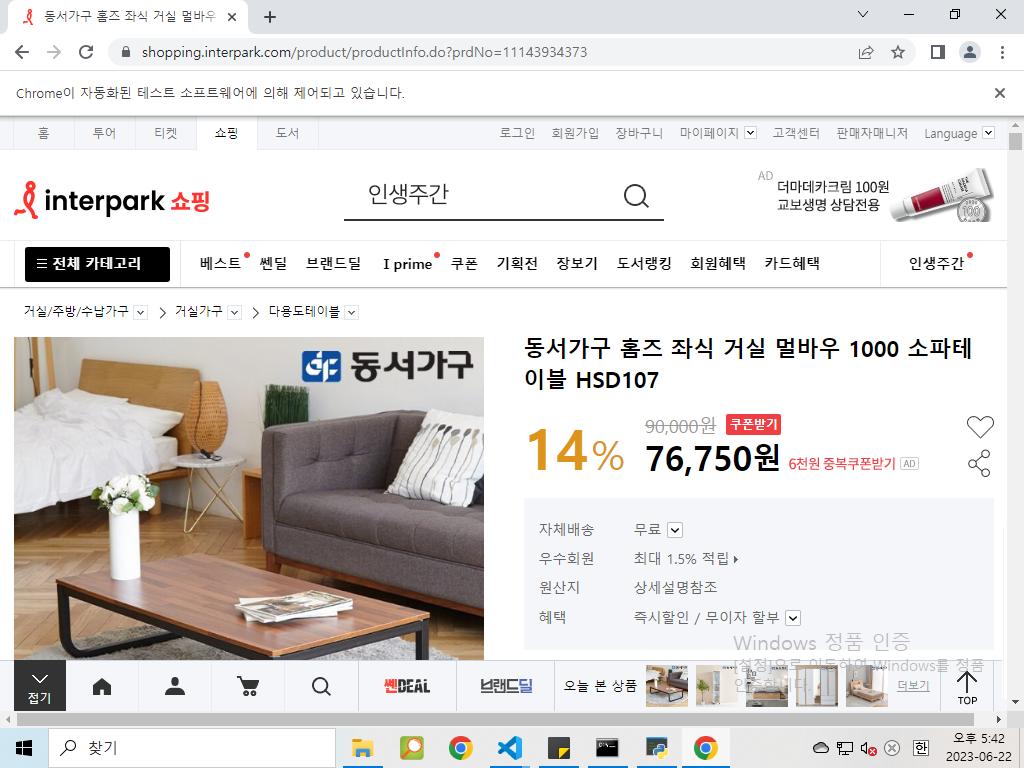 동서가구 홈즈 좌식 거실 멀바우
shopping.interpark.com/product/productInfo.do?prdNo=11143934373
Chrome이 자동화된 테스트 소프트웨어에 의해 제어되고 있습니다.
홈 투어 티켓 쇼핑 도서 로그인 회원가입 장바구니 마이페이지 고객센터 판매자매니저 Language
interpark 쇼핑
인생주간
AD
더마데카크림 100원
교보생명 상담전용
100
전체 카테고리 베스트 쎈딜 브랜드딜 I prime 쿠폰 기획전 장보기 도서랭킹 회원혜택 카드혜택 인생주간
거실/주방/수납가구 거실가구 다용도테이블
동서가구
동서가구 홈즈 좌식 거실 멀바우 1000 소파테
이블 HSD107
14%
90,000원 쿠폰받기
76,750원 6천원 중복쿠폰받기 AD
자체배송 무료
우수회원 최대 1.5% 적립
원산지 상세설명참조
혜택 즉시할인 / 무이자 할부
Windows 정품 인증
[설정]으로 이동하여 Windows를 정품
인증합니다.
접기 쎈DEAL 브랜드딜 오늘 본 상품 더보기 TOP
찾기
한
오후 5:42
2023-06-22